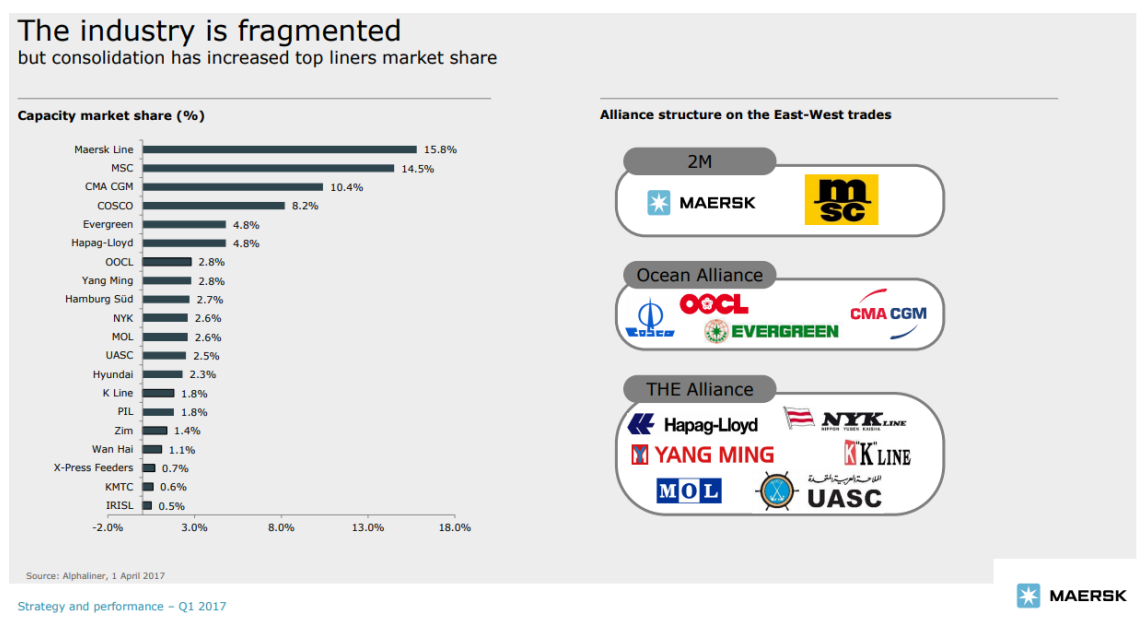 The industry is fragmented
but consolidation has increased top liners market share
Capacity market share (%)
Maersk Line 15.8%
MSC 14.5%
CMA CGM 10.4%
COSCO 8.2%
Evergreen 4.8%
Hapag-Lloyd 4.8%
OOCL 2.8%
Yang Ming 2.8%
Hamburg Süd 2.7%
NYK 2.6%
MOL 2.6%
UASC 2.5%
Hyundai 2.3%
K Line 1.8%
PIL 1.8%
Zim 1.4%
Wan Hai 1.1%
X-Press Feeders 0.7%
KMTC 0.6%
IRISL 0.5%
-2.0% 3.0% 8.0% 13.0% 18.0%
Alliance structure on the East-West trades
2M
MAERSK
msc
Ocean Alliance
COSCO
OOCL
EVERGREEN
CMA CGM
THE Alliance
Hapag-Lloyd
NYK LINE
NIPPON YUSEN KAISHA
YANG MING
K "K" LINE
MOL
UASC
Source: Alphaliner, 1 April 2017
Strategy and performance – Q1 2017
MAERSK